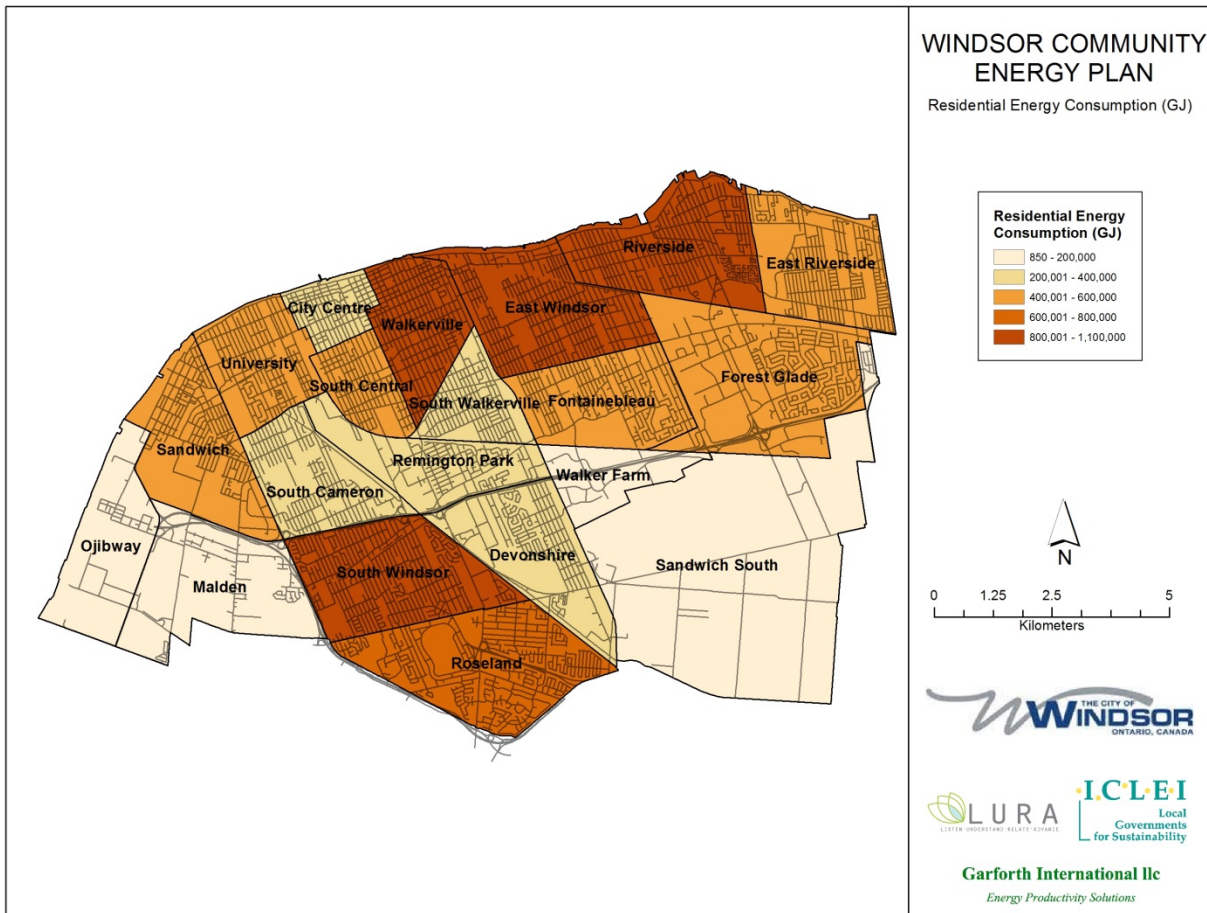 WINDSOR COMMUNITY
ENERGY PLAN
Residential Energy Consumption (GJ)
Residential Energy
Consumption (GJ)
850 - 200,000
200,001 - 400,000
400,001 - 600,000
600,001 - 800,000
800,001 - 1,100,000
Riverside
East Riverside
City Centre
East Windsor
Walkerville
University
South Central
Forest Glade
South Walkerville
Fontainebleau
Sandwich
Remington Park
Walker Farm
South Cameron
Ojibway
Devonshire
Sandwich South
South Windsor
Malden
Roseland
N
0 1.25 2.5 5
Kilometers
THE CITY OF
WINDSOR
ONTARIO, CANADA
LURA
LISTEN·UNDERSTAND·RELATE·ADVANCE
I·C·L·E·I
Local
Governments
for Sustainability
Garforth International llc
Energy Productivity Solutions